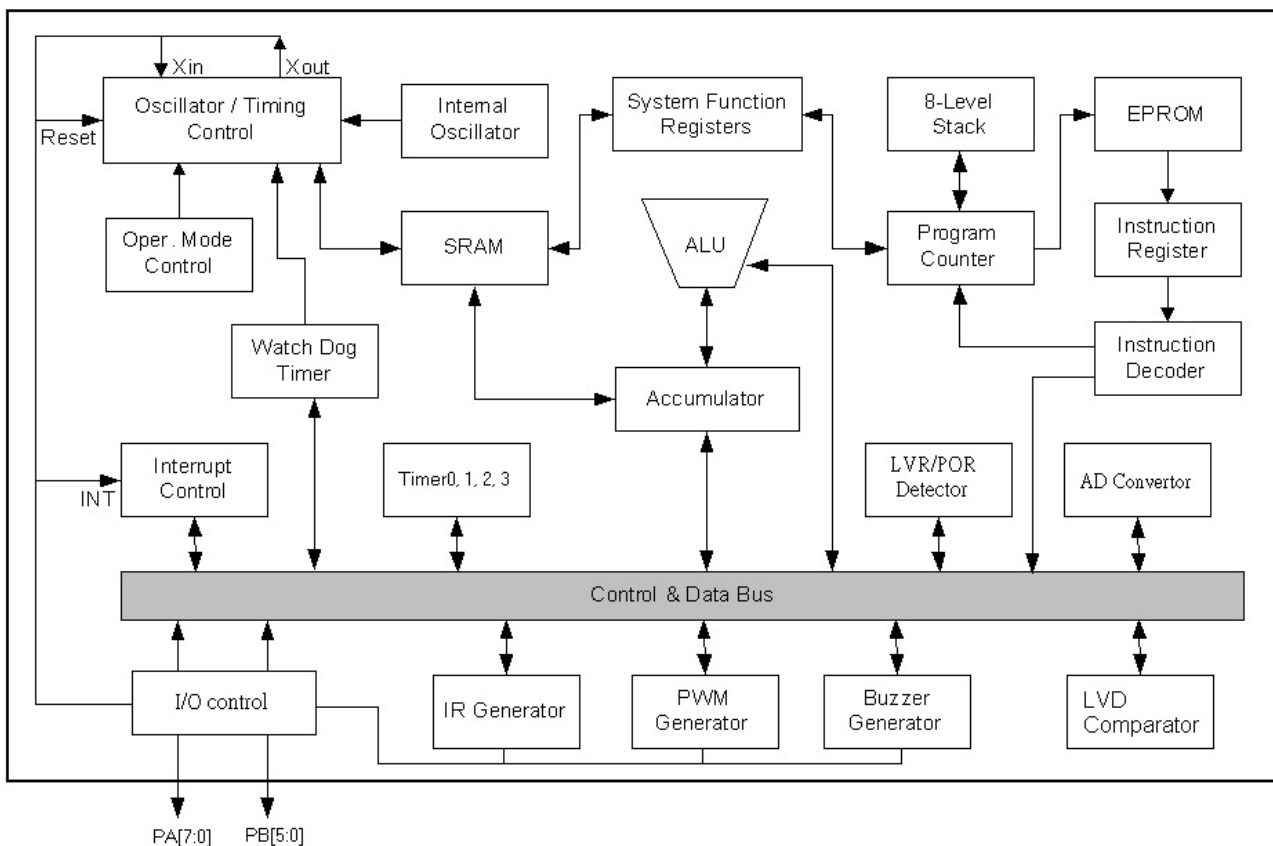 Xin
Xout
Oscillator / Timing
Control
Reset
Internal
Oscillator
System Function
Registers
8-Level
Stack
EPROM
Oper. Mode
Control
SRAM
ALU
Program
Counter
Instruction
Register
Watch Dog
Timer
Accumulator
Instruction
Decoder
Interrupt
Control
INT
Timer0, 1, 2, 3
LVR/POR
Detector
AD Convertor
Control & Data Bus
I/O control
IR Generator
PWM
Generator
Buzzer
Generator
LVD
Comparator
PA[7:0]
PB[5:0]